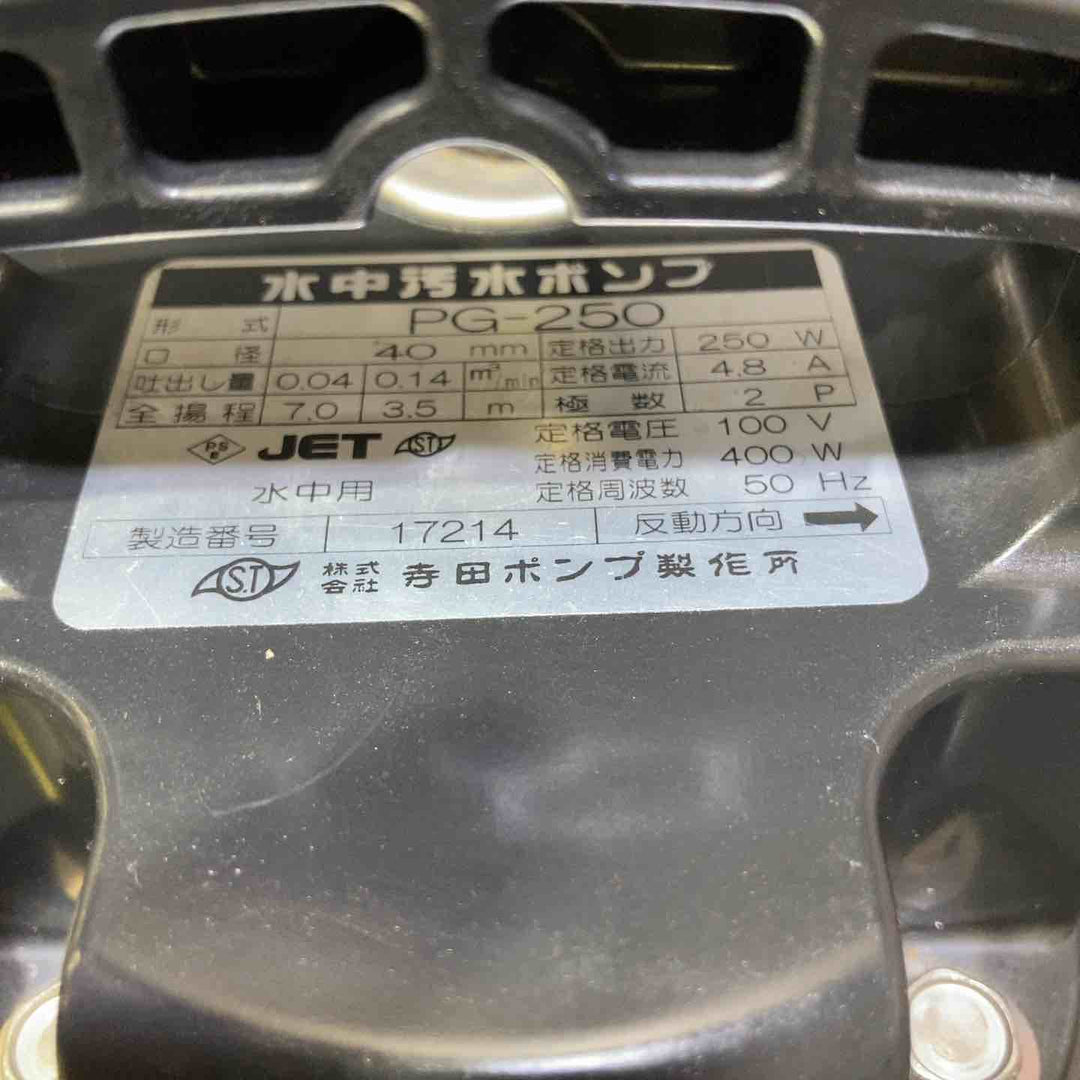 水中汚水ポンプ
形式 PG-250
口径 40 mm 定格出力 250 W
吐出し量 0.04 0.14 m³/min 定格電流 4.8 A
全揚程 7.0 3.5 m 極数 2 P
PSE JET ST 定格電圧 100 V
定格消費電力 400 W
水中用 定格周波数 50 Hz
製造番号 17214 反動方向
S.T 株式会社 寺田ポンプ製作所